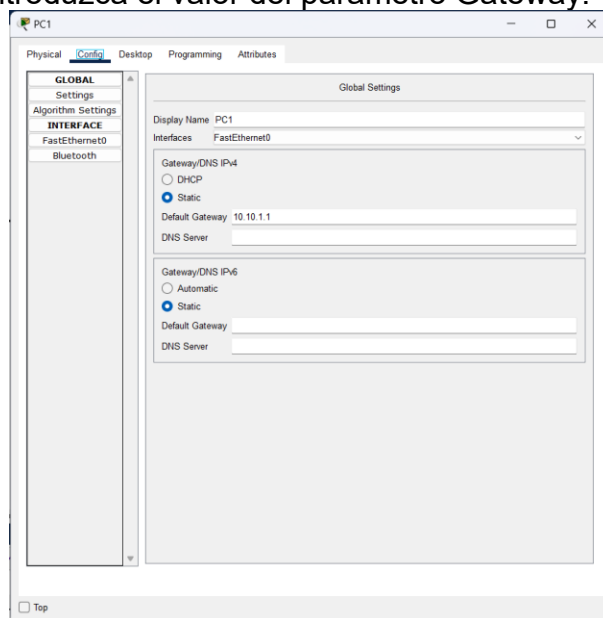 troduzca el valor del parámetro Gateway.
PC1
Physical Config Desktop Programming Attributes
GLOBAL
Settings
Algorithm Settings
INTERFACE
FastEthernet0
Bluetooth
Global Settings
Display Name PC1
Interfaces FastEthernet0
Gateway/DNS IPv4
DHCP
Static
Default Gateway 10.10.1.1
DNS Server
Gateway/DNS IPv6
Automatic
Static
Default Gateway
DNS Server
Top